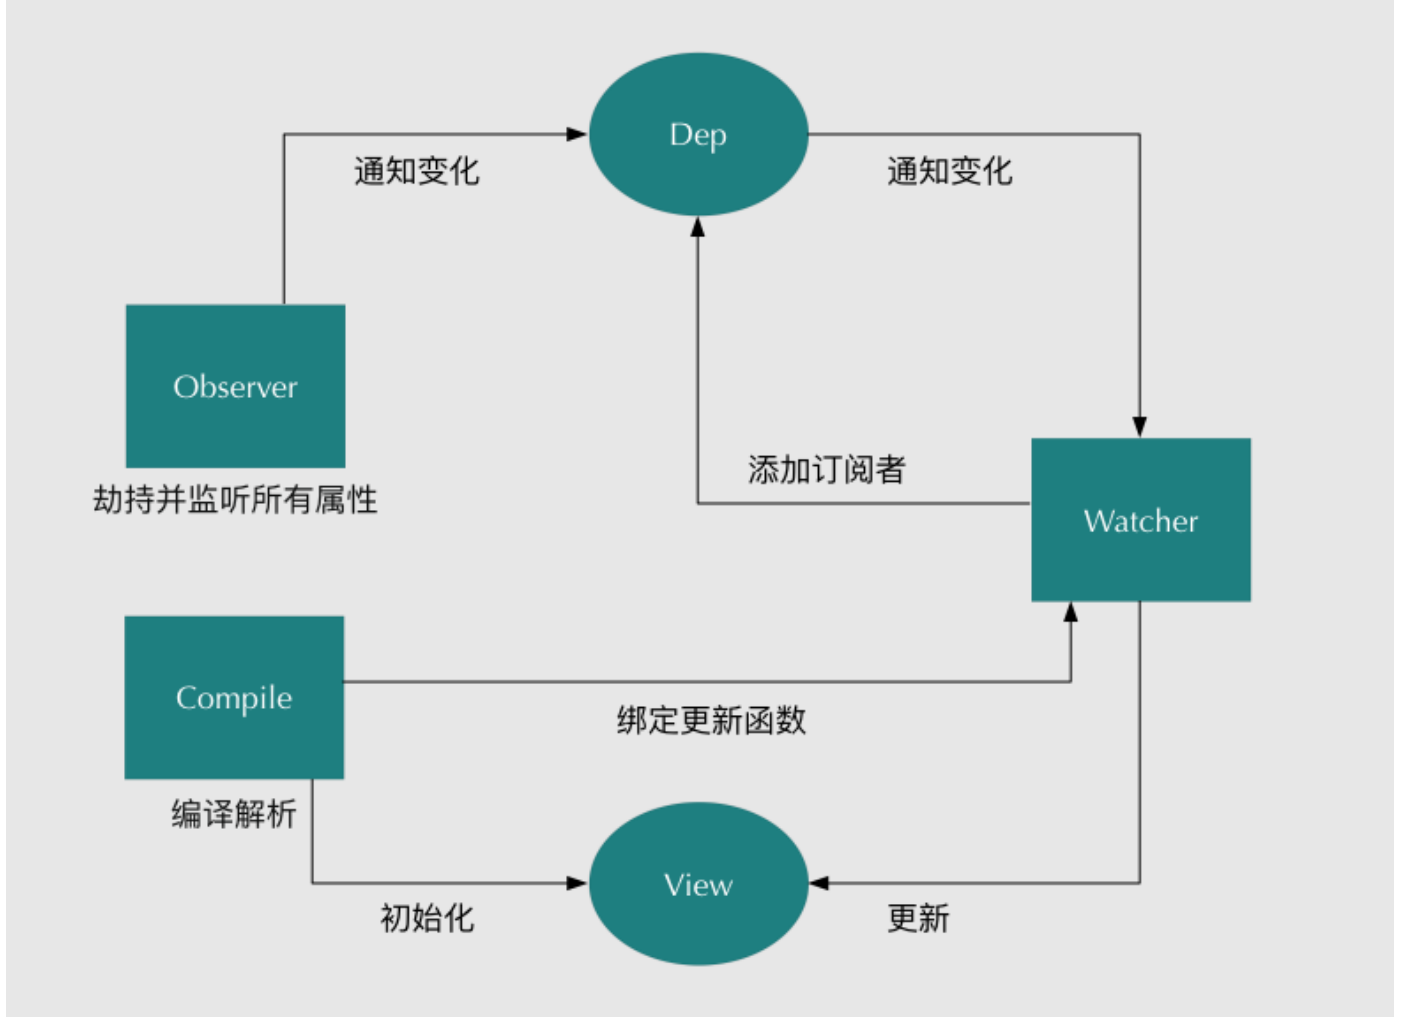 Dep
通知变化
通知变化
Observer
劫持并监听所有属性
添加订阅者
Watcher
Compile
绑定更新函数
编译解析
View
初始化
更新